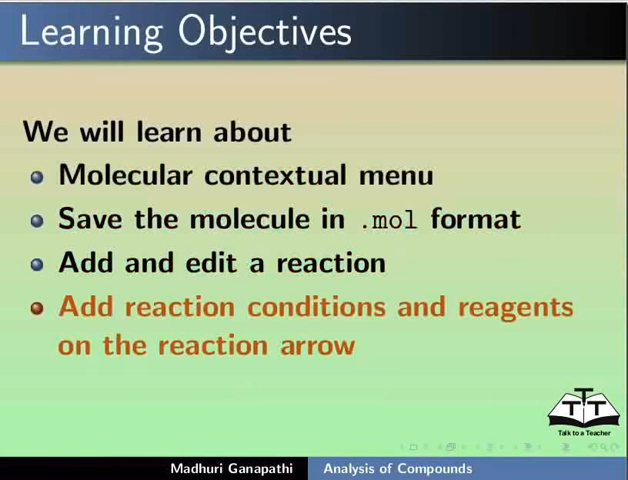 Learning Objectives
We will learn about
Molecular contextual menu
Save the molecule in .mol format
Add and edit a reaction
Add reaction conditions and reagents
on the reaction arrow
TTT
Talk to a Teacher
Madhuri Ganapathi Analysis of Compounds